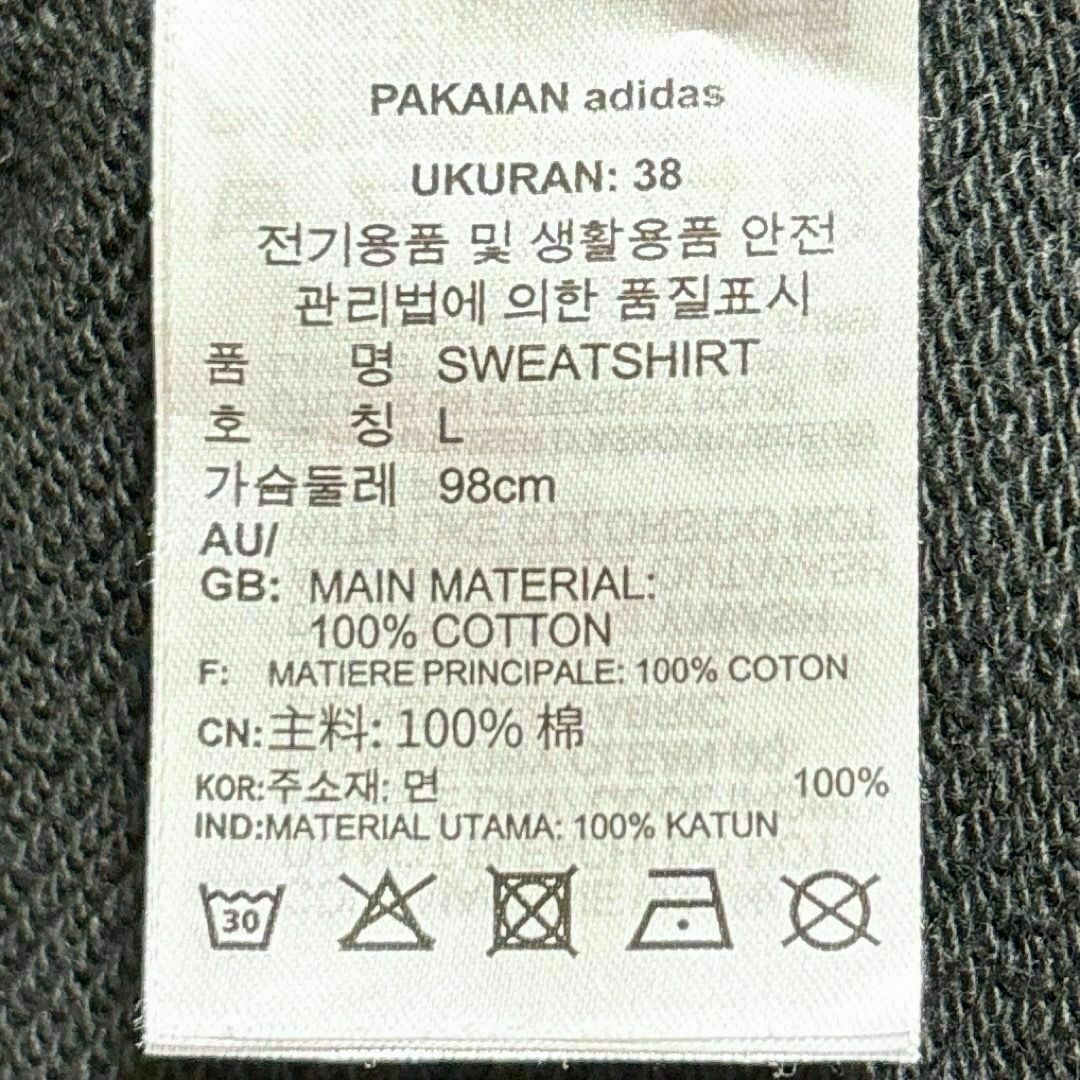 PAKAIAN adidas
UKURAN: 38
전기용품 및 생활용품 안전
관리법에 의한 품질표시
품 명 SWEATSHIRT
호 칭 L
가슴둘레 98cm
AU/
GB: MAIN MATERIAL:
100% COTTON
F: MATIERE PRINCIPALE: 100% COTON
CN:主料: 100% 棉
KOR:주소재: 면 100%
IND:MATERIAL UTAMA: 100% KATUN
30